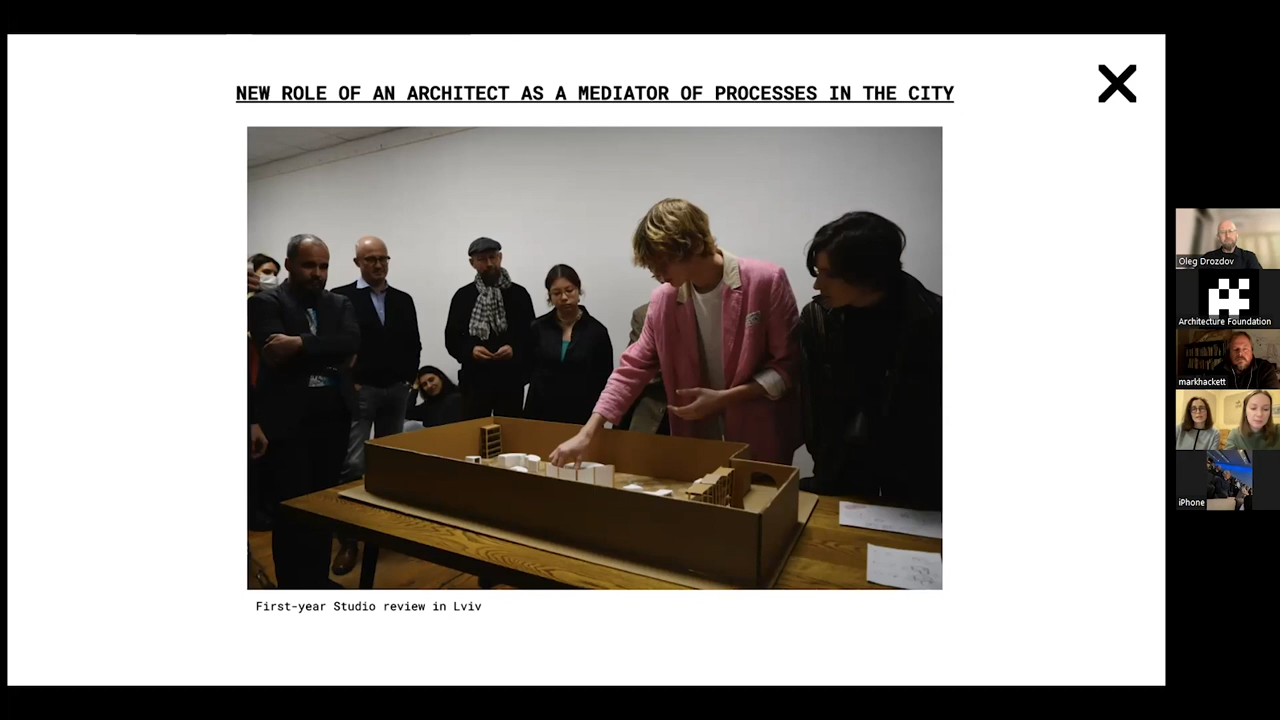 NEW ROLE OF AN ARCHITECT AS A MEDIATOR OF PROCESSES IN THE CITY
First-year Studio review in Lviv
Oleg Drozdov
Architecture Foundation
markhackett
iPhone